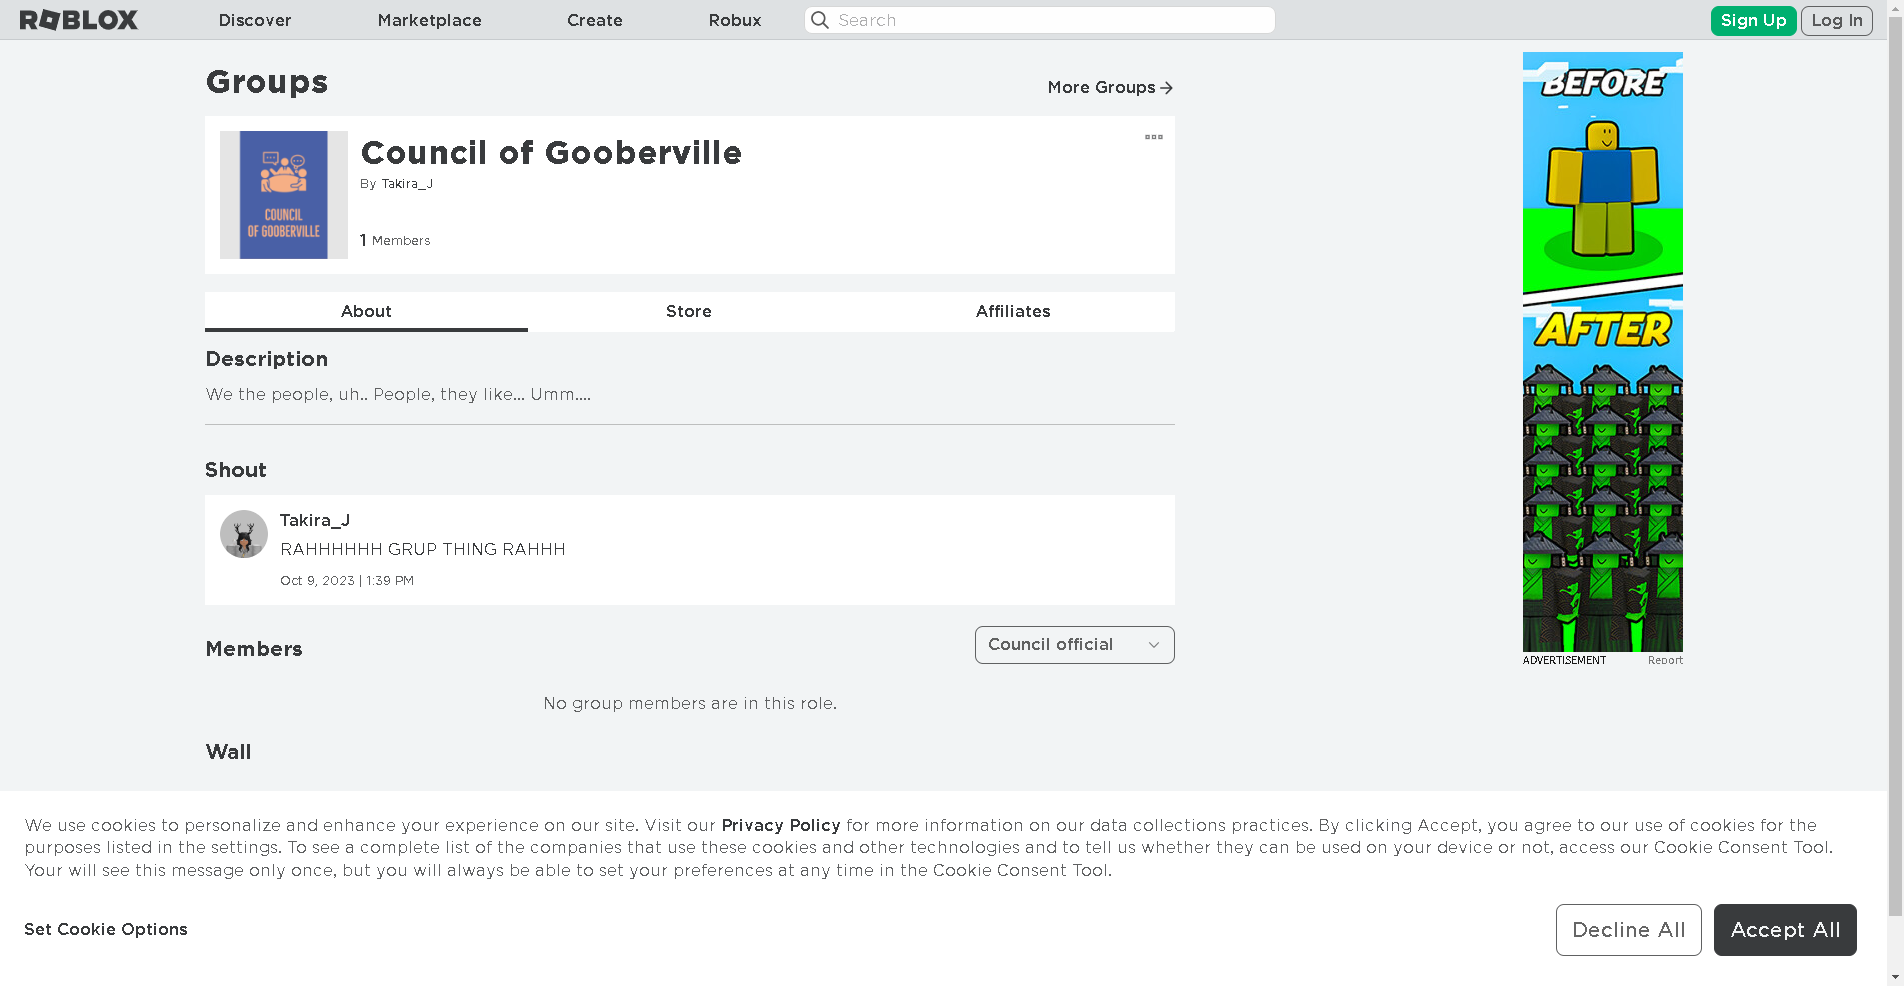 ROBLOX
Discover
Marketplace
Create
Robux
Search
Sign Up
Log In
Groups
More Groups
COUNCIL
OF GOOBERVILLE
Council of Gooberville
By Takira_J
1 Members
About
Store
Affiliates
Description
We the people, uh.. People, they like... Umm....
Shout
Takira_J
RAHHHHHH GRUP THING RAHHH
Oct 9, 2023 | 1:39 PM
Members
Council official
No group members are in this role.
Wall
BEFORE
AFTER
ADVERTISEMENT
Report
We use cookies to personalize and enhance your experience on our site. Visit our Privacy Policy for more information on our data collections practices. By clicking Accept, you agree to our use of cookies for the
purposes listed in the settings. To see a complete list of the companies that use these cookies and other technologies and to tell us whether they can be used on your device or not, access our Cookie Consent Tool.
Your will see this message only once, but you will always be able to set your preferences at any time in the Cookie Consent Tool.
Set Cookie Options
Decline All
Accept All